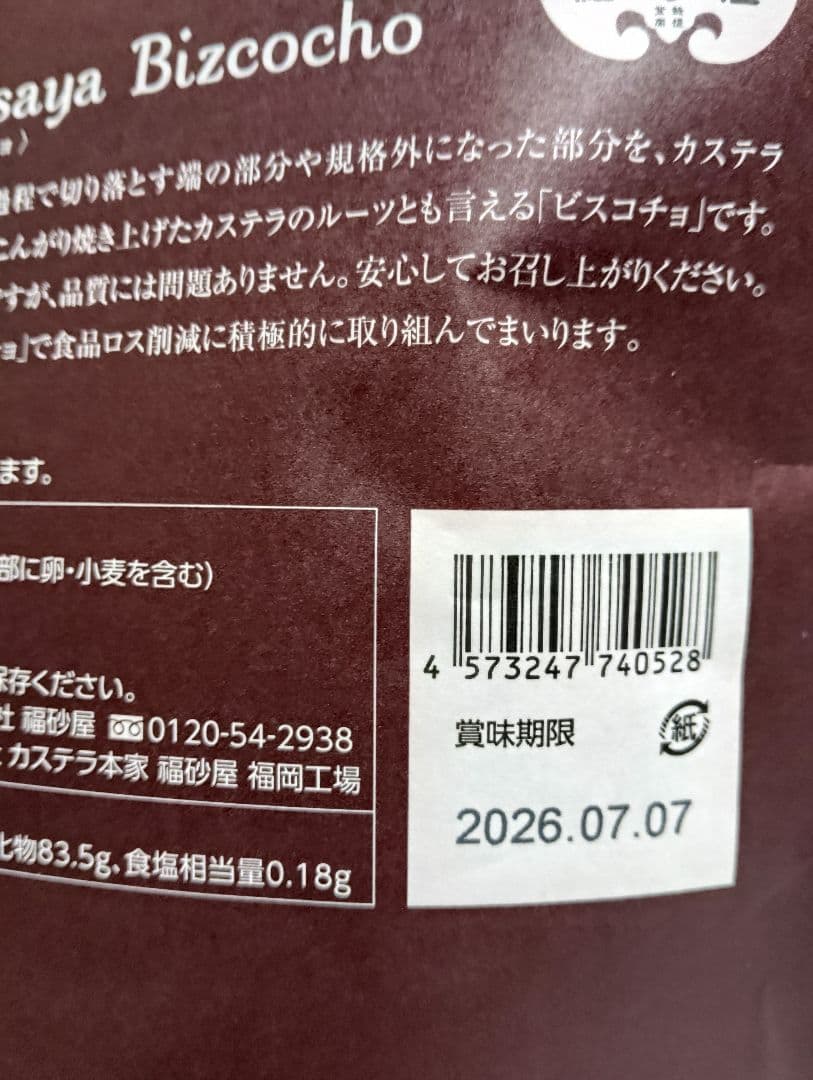 saya Bizcocho
ョ〉
過程で切り落とす端の部分や規格外になった部分を、カステラ
こんがり焼き上げたカステラのルーツとも言える「ビスコチョ」です。
ですが、品質には問題ありません。安心してお召し上がりください。
ョ」で食品ロス削減に積極的に取り組んでまいります。
ます。
部に卵・小麦を含む)
保存ください。
社 福砂屋 0120-54-2938
カステラ本家 福砂屋 福岡工場
化物83.5g、食塩相当量0.18g
4 573247 740528
賞味期限 紙
2026.07.07